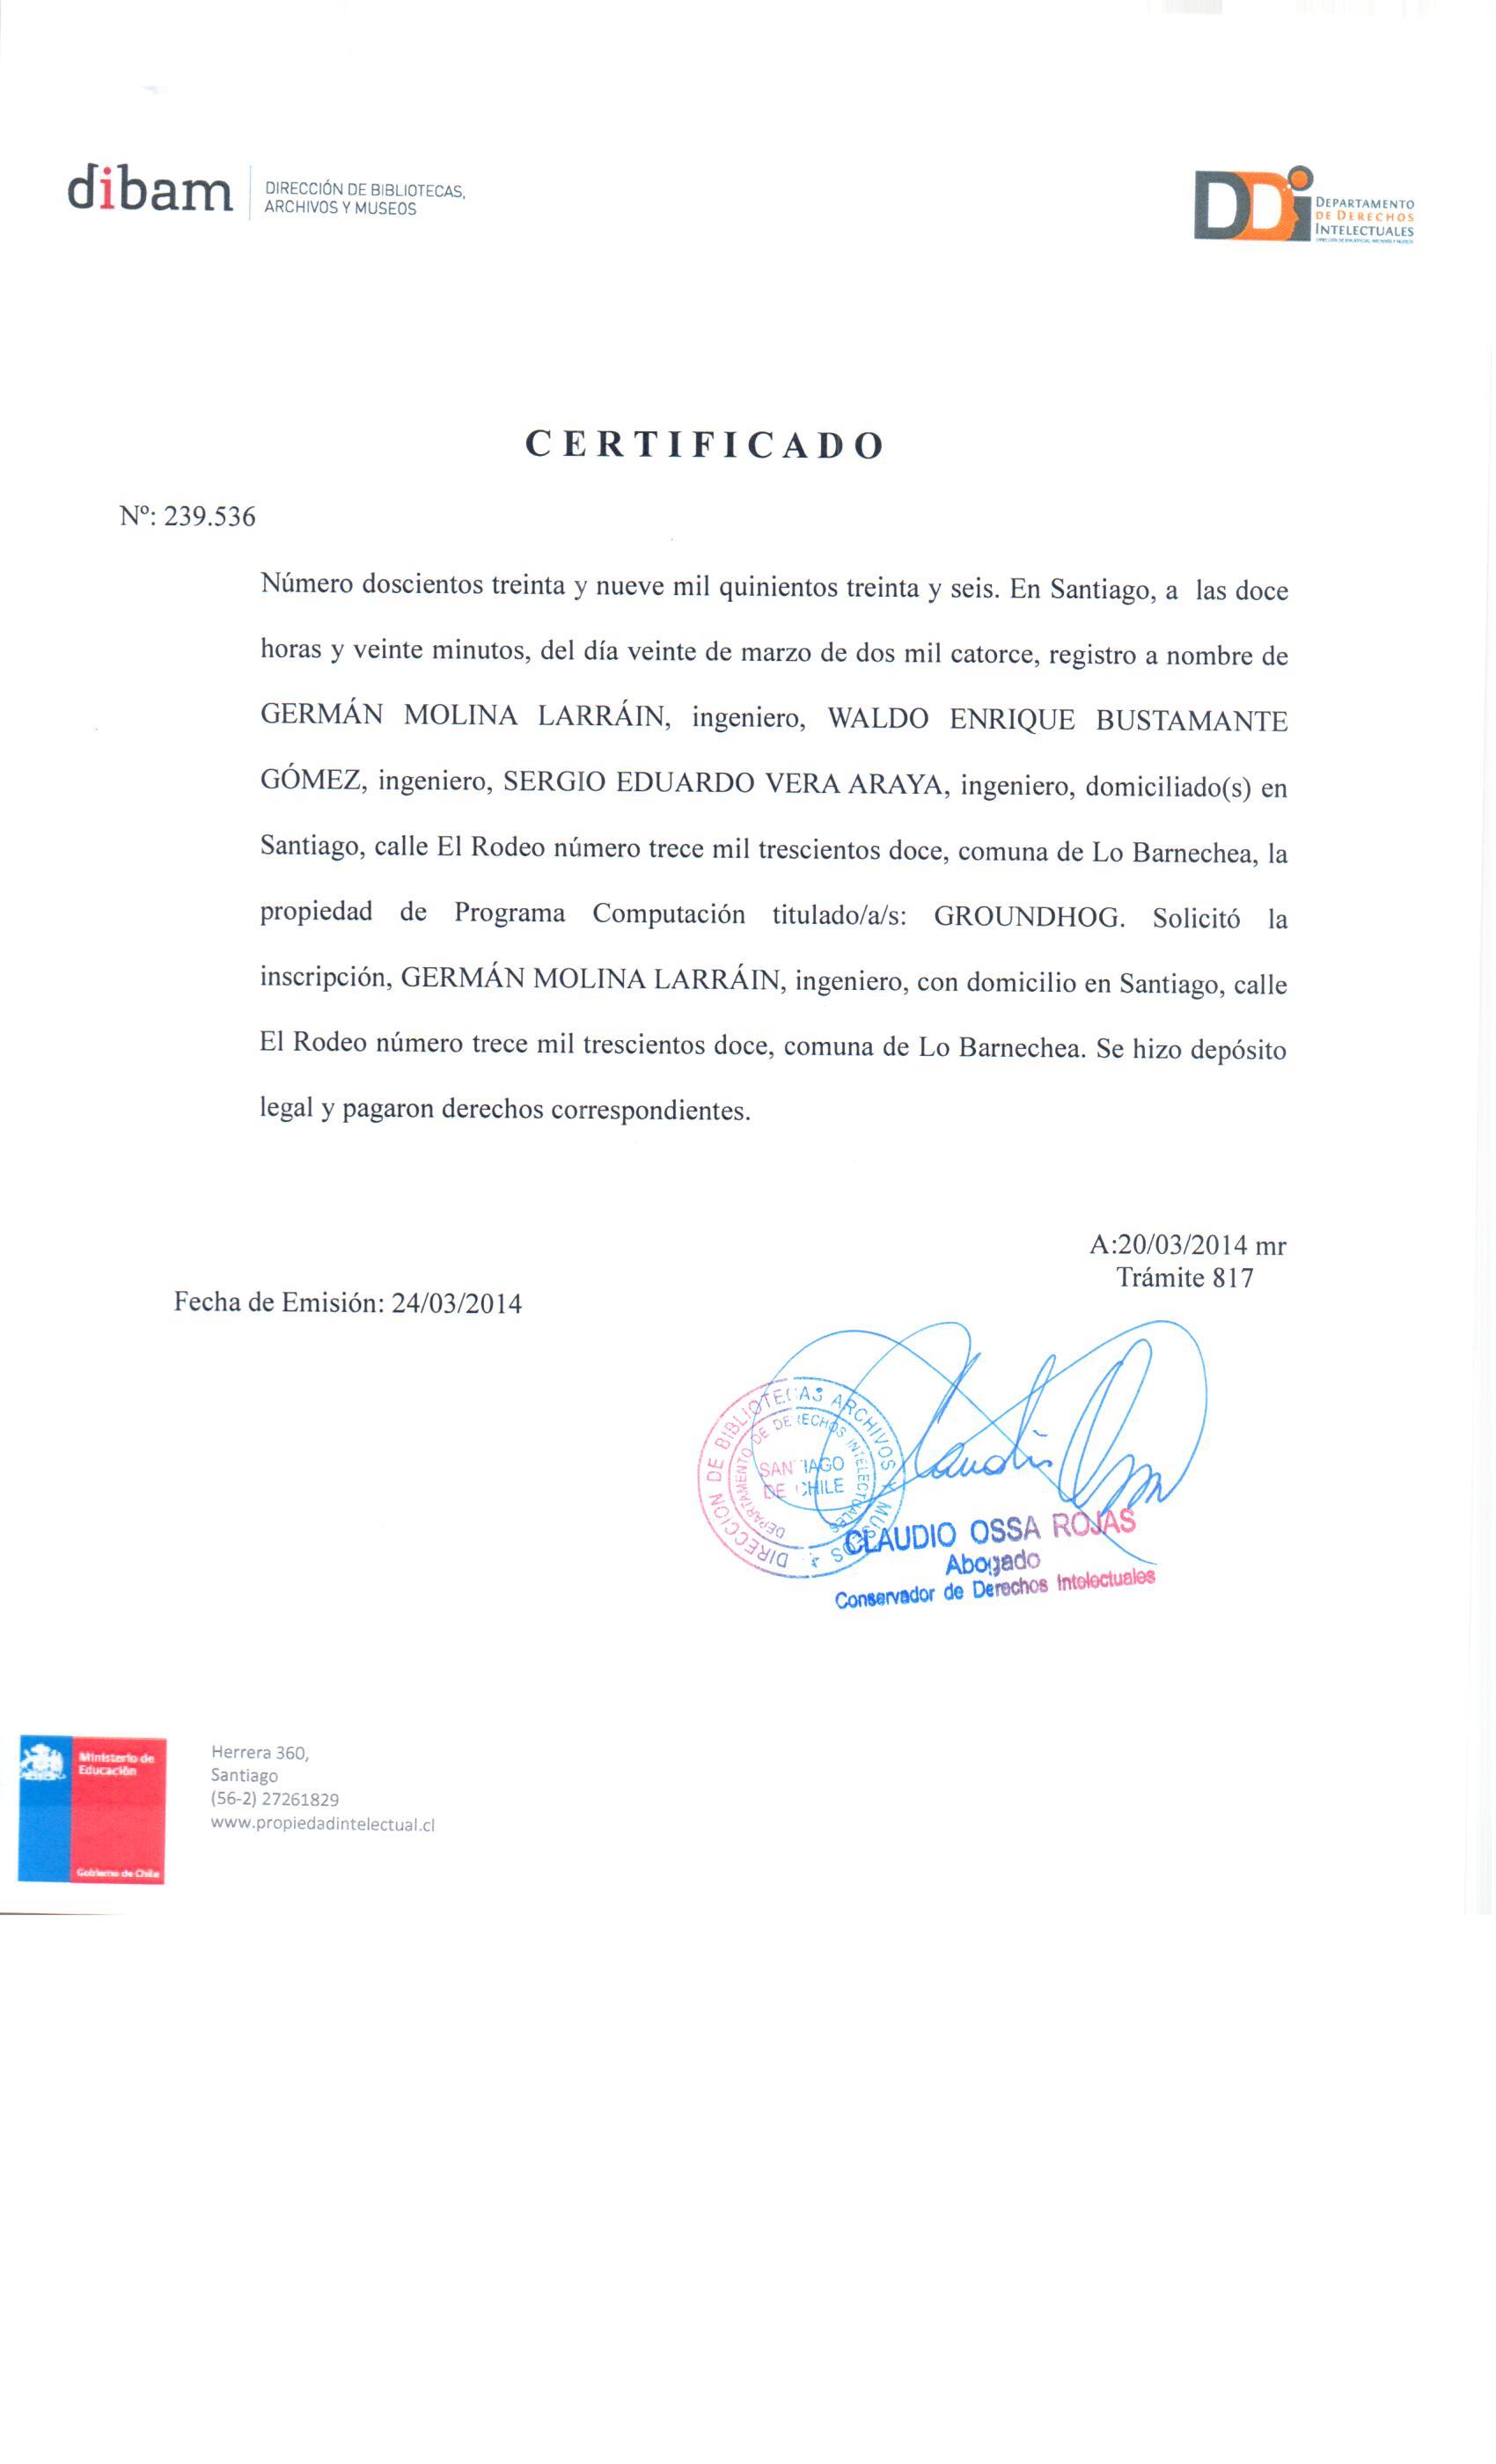 dibam
DIRECCIÓN DE BIBLIOTECAS,
ARCHIVOS Y MUSEOS
DDi
DEPARTAMENTO
DE DERECHOS
INTELECTUALES
CERTIFICADO
Nº: 239.536
Número doscientos treinta y nueve mil quinientos treinta y seis. En Santiago, a las doce
horas y veinte minutos, del día veinte de marzo de dos mil catorce, registro a nombre de
GERMÁN MOLINA LARRÁIN, ingeniero, WALDO ENRIQUE BUSTAMANTE
GÓMEZ, ingeniero, SERGIO EDUARDO VERA ARAYA, ingeniero, domiciliado(s) en
Santiago, calle El Rodeo número trece mil trescientos doce, comuna de Lo Barnechea, la
propiedad de Programa Computación titulado/a/s: GROUNDHOG. Solicitó la
inscripción, GERMÁN MOLINA LARRÁIN, ingeniero, con domicilio en Santiago, calle
El Rodeo número trece mil trescientos doce, comuna de Lo Barnechea. Se hizo depósito
legal y pagaron derechos correspondientes.
A:20/03/2014 mr
Trámite 817
Fecha de Emisión: 24/03/2014
DIRECCION DE BIBLIOTECAS ARCHIVOS Y MUSEOS
DEPARTAMENTO DE DERECHOS INTELECTUALES
SANTIAGO
DE CHILE
CLAUDIO OSSA ROJAS
Abogado
Conservador de Derechos Intelectuales
Ministerio de
Educación
Gobierno de Chile
Herrera 360,
Santiago
(56-2) 27261829
www.propiedadintelectual.cl